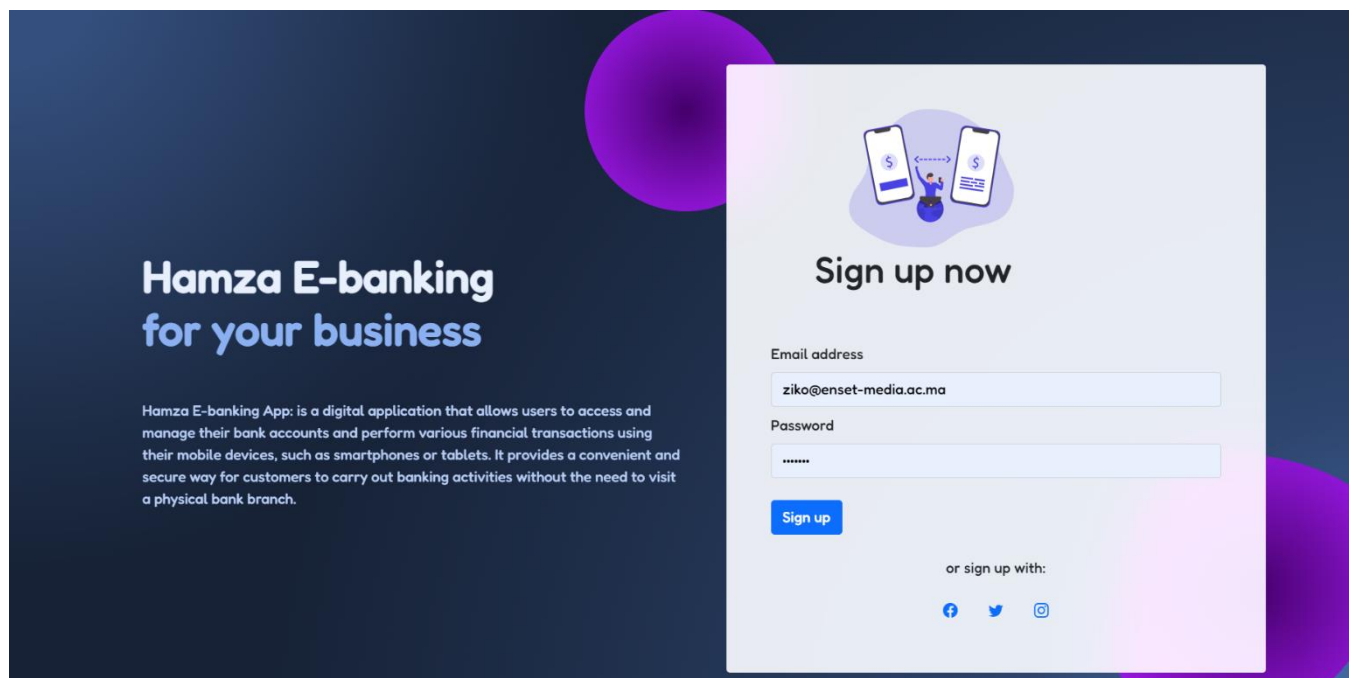 Hamza E-banking
for your business
Hamza E-banking App: is a digital application that allows users to access and
manage their bank accounts and perform various financial transactions using
their mobile devices, such as smartphones or tablets. It provides a convenient and
secure way for customers to carry out banking activities without the need to visit
a physical bank branch.
$
$
Sign up now
Email address
ziko@enset-media.ac.ma
Password
•••••••
Sign up
or sign up with: